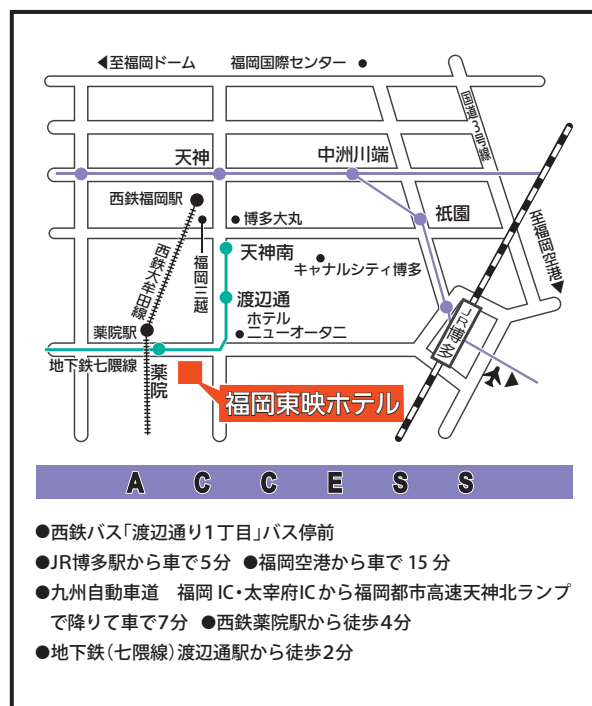 ◀至福岡ドーム
福岡国際センター
国道3号線
天神
中洲川端
西鉄福岡駅
博多大丸
祇園
至福岡空港
西鉄大牟田線
福岡三越
天神南
キャナルシティ博多
渡辺通
ホテル
ニューオータニ
薬院駅
JR博多
地下鉄七隈線
薬院
福岡東映ホテル
ACCESS
●西鉄バス「渡辺通り1丁目」バス停前
●JR博多駅から車で5分 ●福岡空港から車で 15 分
●九州自動車道 福岡 IC・太宰府ICから福岡都市高速天神北ランプ
で降りて車で7分 ●西鉄薬院駅から徒歩4分
●地下鉄(七隈線)渡辺通駅から徒歩2分